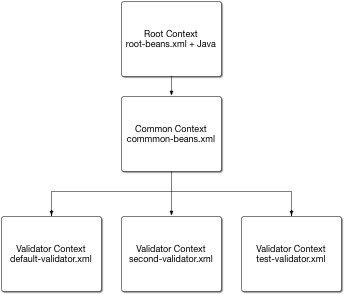 Root Context
root-beans.xml + Java
Common Context
commmon-beans.xml
Validator Context
default-validator.xml
Validator Context
second-validator.xml
Validator Context
test-validator.xml